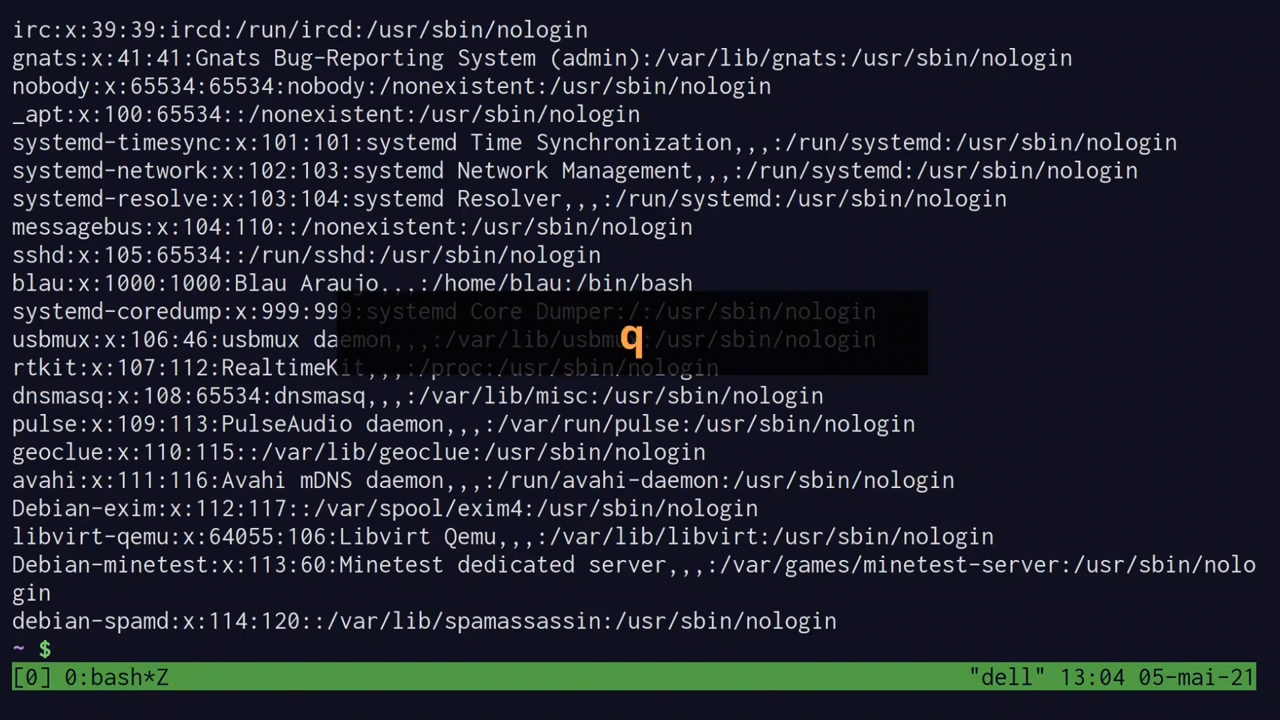 irc:x:39:39:ircd:/run/ircd:/usr/sbin/nologin
gnats:x:41:41:Gnats Bug-Reporting System (admin):/var/lib/gnats:/usr/sbin/nologin
nobody:x:65534:65534:nobody:/nonexistent:/usr/sbin/nologin
_apt:x:100:65534::/nonexistent:/usr/sbin/nologin
systemd-timesync:x:101:101:systemd Time Synchronization,,,:/run/systemd:/usr/sbin/nologin
systemd-network:x:102:103:systemd Network Management,,,:/run/systemd:/usr/sbin/nologin
systemd-resolve:x:103:104:systemd Resolver,,,:/run/systemd:/usr/sbin/nologin
messagebus:x:104:110::/nonexistent:/usr/sbin/nologin
sshd:x:105:65534::/run/sshd:/usr/sbin/nologin
blau:x:1000:1000:Blau Araujo,,,:/home/blau:/bin/bash
systemd-coredump:x:999:999:systemd Core Dumper:/:/usr/sbin/nologin
usbmux:x:106:46:usbmux daemon,,,:/var/lib/usbmux:/usr/sbin/nologin
q
rtkit:x:107:112:RealtimeKit,,,:/proc:/usr/sbin/nologin
dnsmasq:x:108:65534:dnsmasq,,,:/var/lib/misc:/usr/sbin/nologin
pulse:x:109:113:PulseAudio daemon,,,:/var/run/pulse:/usr/sbin/nologin
geoclue:x:110:115::/var/lib/geoclue:/usr/sbin/nologin
avahi:x:111:116:Avahi mDNS daemon,,,:/run/avahi-daemon:/usr/sbin/nologin
Debian-exim:x:112:117::/var/spool/exim4:/usr/sbin/nologin
libvirt-qemu:x:64055:106:Libvirt Qemu,,,:/var/lib/libvirt:/usr/sbin/nologin
Debian-minetest:x:113:60:Minetest dedicated server,,,:/var/games/minetest-server:/usr/sbin/nolo
gin
debian-spamd:x:114:120::/var/lib/spamassassin:/usr/sbin/nologin
~ $
[0] 0:bash*Z "dell" 13:04 05-mai-21